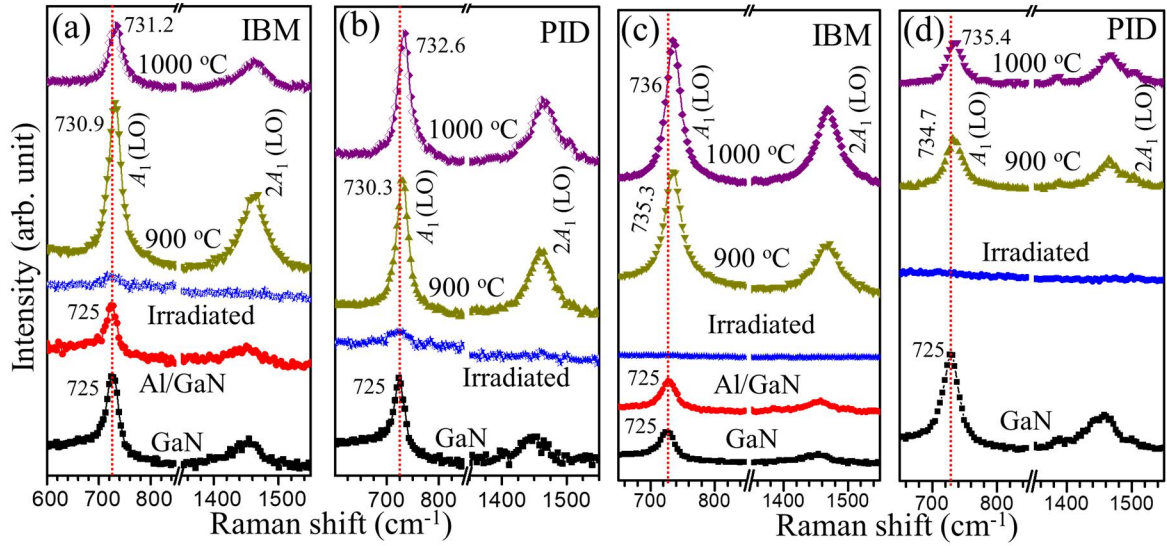 (a)
731.2
IBM
1000 °C
730.9
A1 (LO)
2A1 (LO)
900 °C
Irradiated
725
Al/GaN
725
GaN
600 700 1400 1500
(b)
732.6
PID
1000 °C
730.3
A1 (LO)
2A1 (LO)
900 °C
Irradiated
725
GaN
700 800 1400 1500
(c)
IBM
736
A1 (LO)
2A1 (LO)
1000 °C
735.3
900 °C
Irradiated
725
Al/GaN
725
GaN
700 800 1400 1500
(d)
735.4
PID
1000 °C
734.7
A1 (LO)
2A1 (LO)
900 °C
Irradiated
725
GaN
700 800 1400 1500
Intensity (arb. unit)
Raman shift (cm-1)
Raman shift (cm-1)